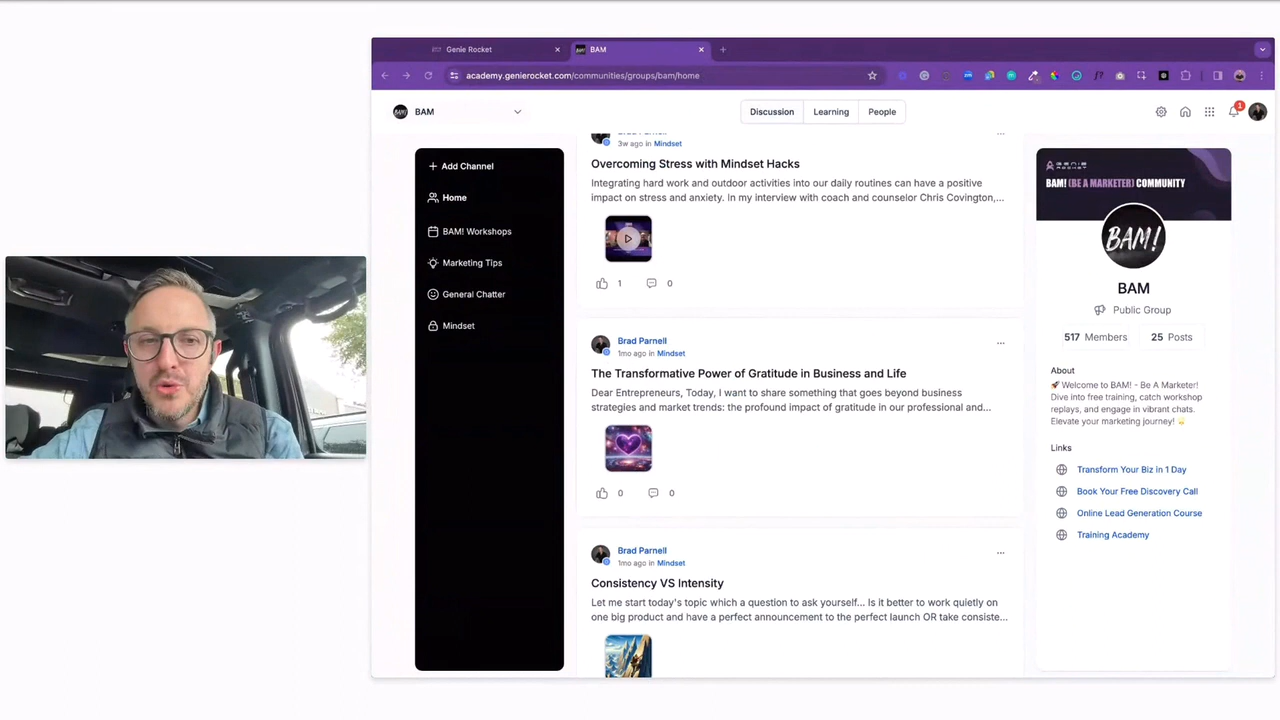 Genie Rocket
BAM
academy.genierocket.com/communities/groups/bam/home
BAM
Discussion
Learning
People
1
Add Channel
Home
BAM! Workshops
Marketing Tips
General Chatter
Mindset
Brad Parnell
3w ago in Mindset
Overcoming Stress with Mindset Hacks
Integrating hard work and outdoor activities into our daily routines can have a positive
impact on stress and anxiety. In my interview with coach and counselor Chris Covington,...
1 0
Brad Parnell
1mo ago in Mindset
The Transformative Power of Gratitude in Business and Life
Dear Entrepreneurs, Today, I want to share something that goes beyond business
strategies and market trends: the profound impact of gratitude in our professional and...
0 0
Brad Parnell
1mo ago in Mindset
Consistency VS Intensity
Let me start today's topic which a question to ask yourself... Is it better to work quietly on
one big product and have a perfect announcement to the perfect launch OR take consiste...
BAM! (BE A MARKETER) COMMUNITY
BAM!
BAM
Public Group
517 Members 25 Posts
About
🚀 Welcome to BAM! - Be A Marketer!
Dive into free training, catch workshop
replays, and engage in vibrant chats.
Elevate your marketing journey! 🌟
Links
Transform Your Biz in 1 Day
Book Your Free Discovery Call
Online Lead Generation Course
Training Academy